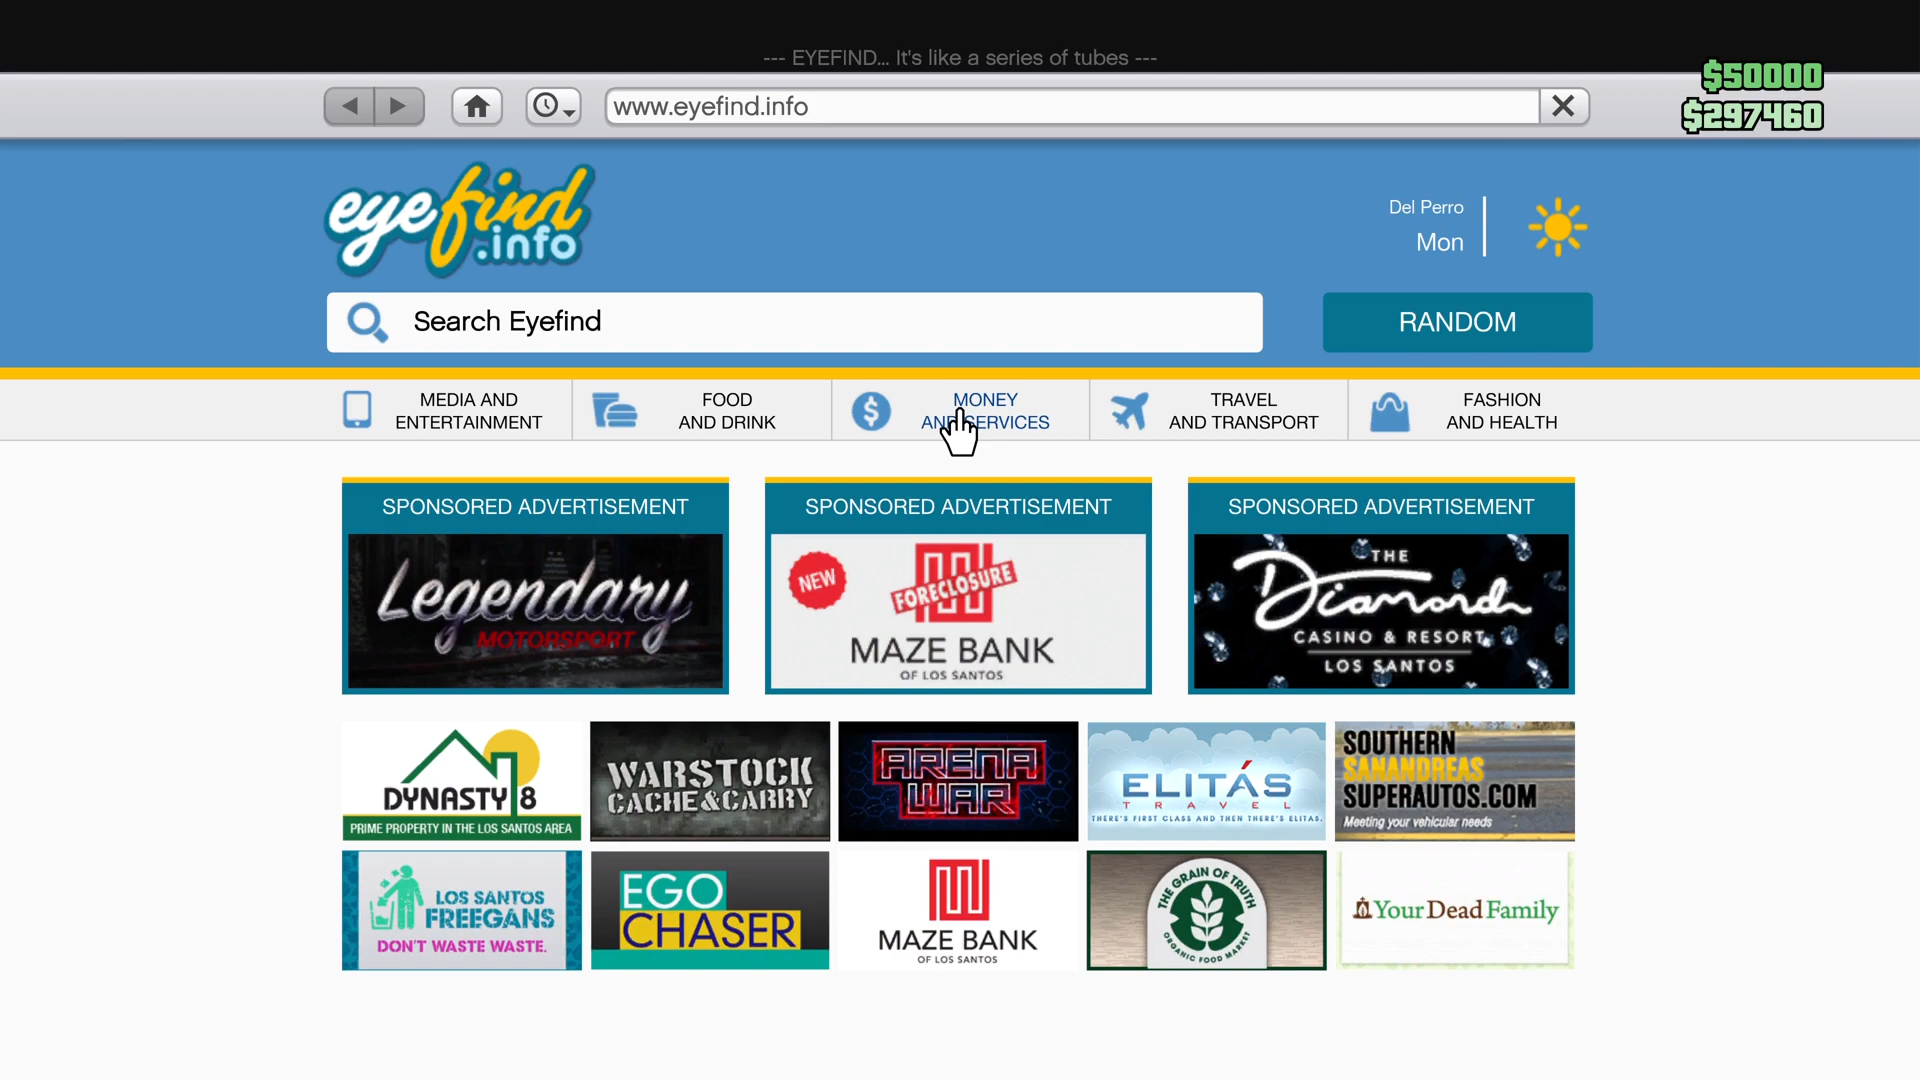 --- EYEFIND... It's like a series of tubes ---
$50000
www.eyefind.info
$297460
eyefind
.info
Del Perro
Mon
Search Eyefind
RANDOM
MEDIA AND
ENTERTAINMENT
FOOD
AND DRINK
MONEY
AND SERVICES
TRAVEL
AND TRANSPORT
FASHION
AND HEALTH
SPONSORED ADVERTISEMENT
Legendary
MOTORSPORT
SPONSORED ADVERTISEMENT
NEW
FORECLOSURE
MAZE BANK
OF LOS SANTOS
SPONSORED ADVERTISEMENT
THE
Diamond
CASINO & RESORT
LOS SANTOS
DYNASTY 8
PRIME PROPERTY IN THE LOS SANTOS AREA
WARSTOCK
CACHE&CARRY
ARENA
WAR
ELITÁS
TRAVEL
THERE'S FIRST CLASS AND THEN THERE'S ELITAS.
SOUTHERN
SANANDREAS
SUPERAUTOS.COM
Meeting your vehicular needs
LOS SANTOS
FREEGANS
DON'T WASTE WASTE.
EGO
CHASER
MAZE BANK
OF LOS SANTOS
THE GRAIN OF TRUTH
ORGANIC FOOD MARKET
YourDeadFamily